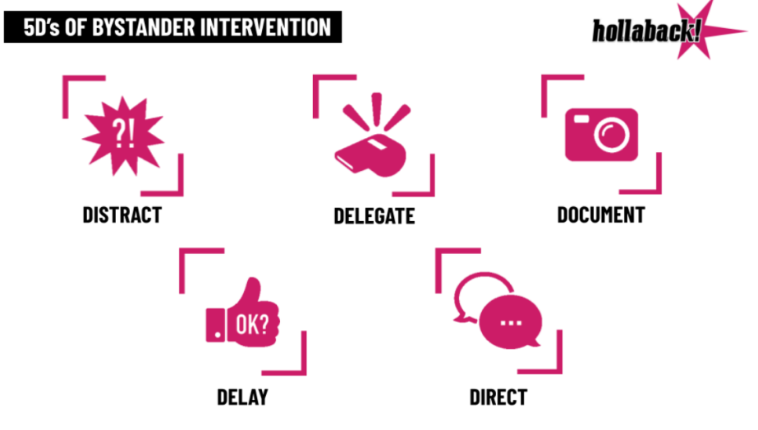 5D's OF BYSTANDER INTERVENTION
hollaback!
?!
DISTRACT
DELEGATE
DOCUMENT
OK?
...
DELAY
DIRECT